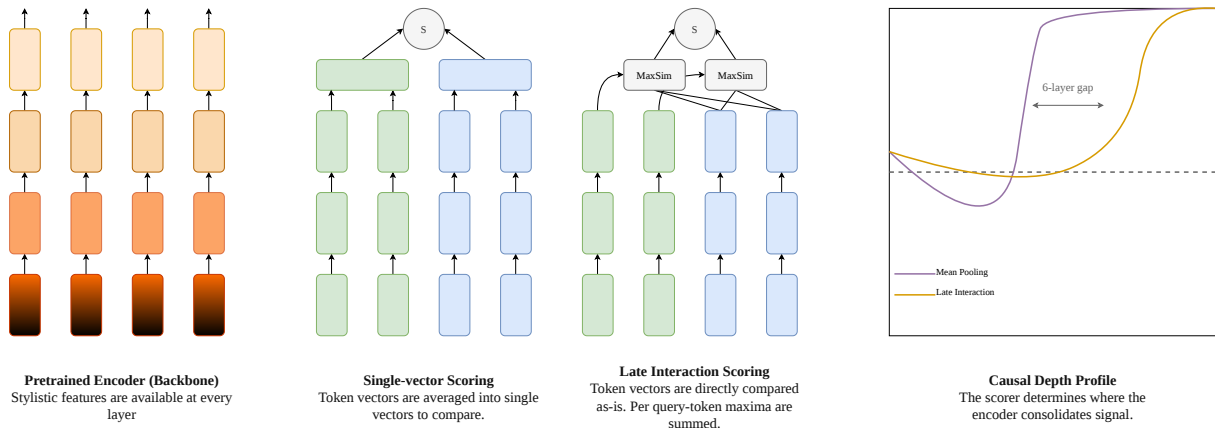 S
S
MaxSim
MaxSim
6-layer gap
Mean Pooling
Late Interaction
Pretrained Encoder (Backbone)
Stylistic features are available at every
layer
Single-vector Scoring
Token vectors are averaged into single
vectors to compare.
Late Interaction Scoring
Token vectors are directly compared
as-is. Per query-token maxima are
summed.
Causal Depth Profile
The scorer determines where the
encoder consolidates signal.